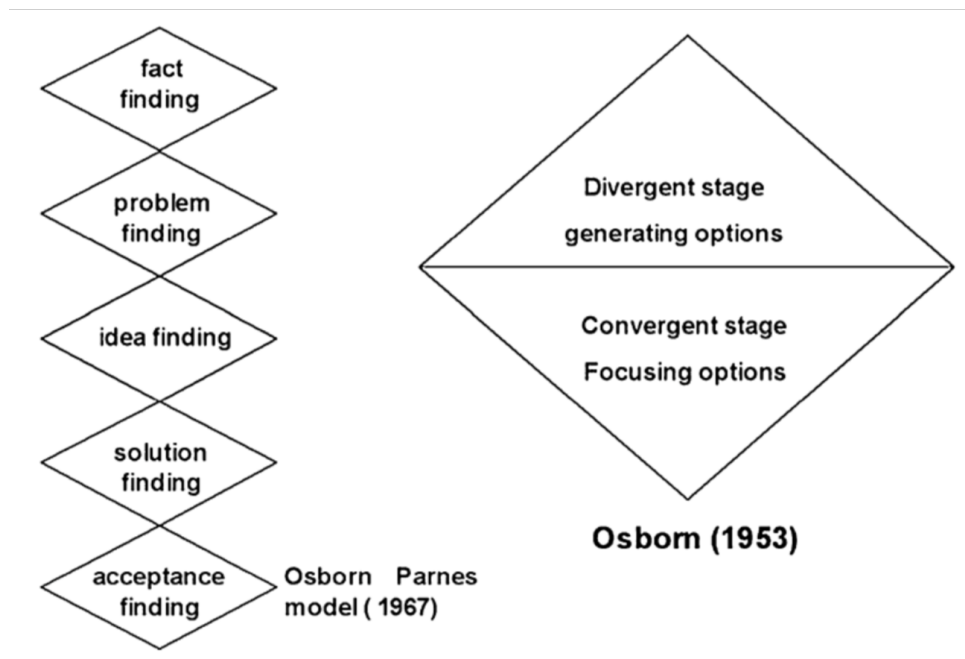 fact
finding
problem
finding
idea finding
solution
finding
acceptance
finding
Osborn Parnes
model ( 1967)
Divergent stage
generating options
Convergent stage
Focusing options
Osborn (1953)